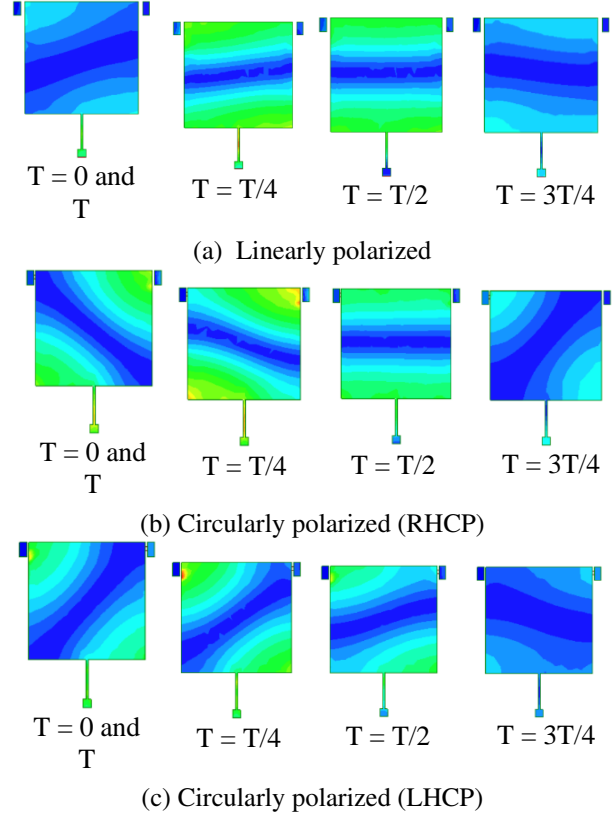 T = 0 and
T
T = T/4
T = T/2
T = 3T/4
(a) Linearly polarized
T = 0 and
T
T = T/4
T = T/2
T = 3T/4
(b) Circularly polarized (RHCP)
T = 0 and
T
T = T/4
T = T/2
T = 3T/4
(c) Circularly polarized (LHCP)